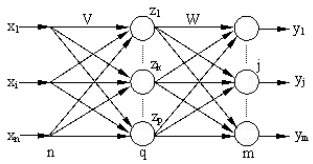 x1 V z1 W y1
xi zk j yj
xn zp ym
n q m